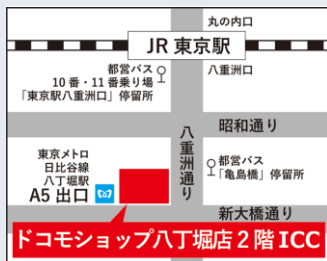 丸の内口
JR 東京駅
都営バス
10 番・11 番乗り場
「東京駅八重洲口」停留所
八重洲口
昭和通り
八重洲通り
東京メトロ
日比谷線
八丁堀駅
A5 出口
都営バス
「亀島橋」停留所
新大橋通り
ドコモショップ八丁堀店 2 階 ICC